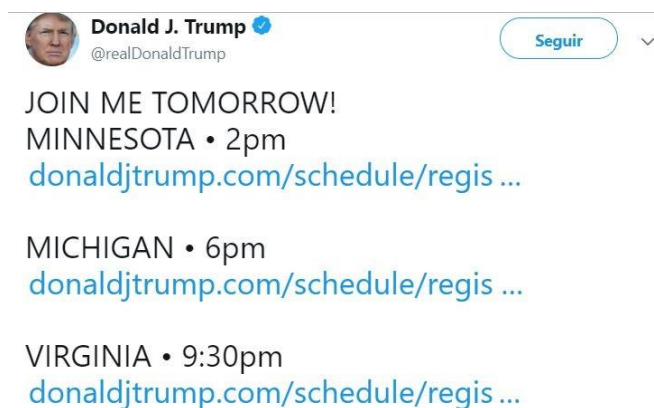 Donald J. Trump
@realDonaldTrump
Seguir
JOIN ME TOMORROW!
MINNESOTA • 2pm
donaldjtrump.com/schedule/regis ...
MICHIGAN • 6pm
donaldjtrump.com/schedule/regis ...
VIRGINIA • 9:30pm
donaldjtrump.com/schedule/regis ...